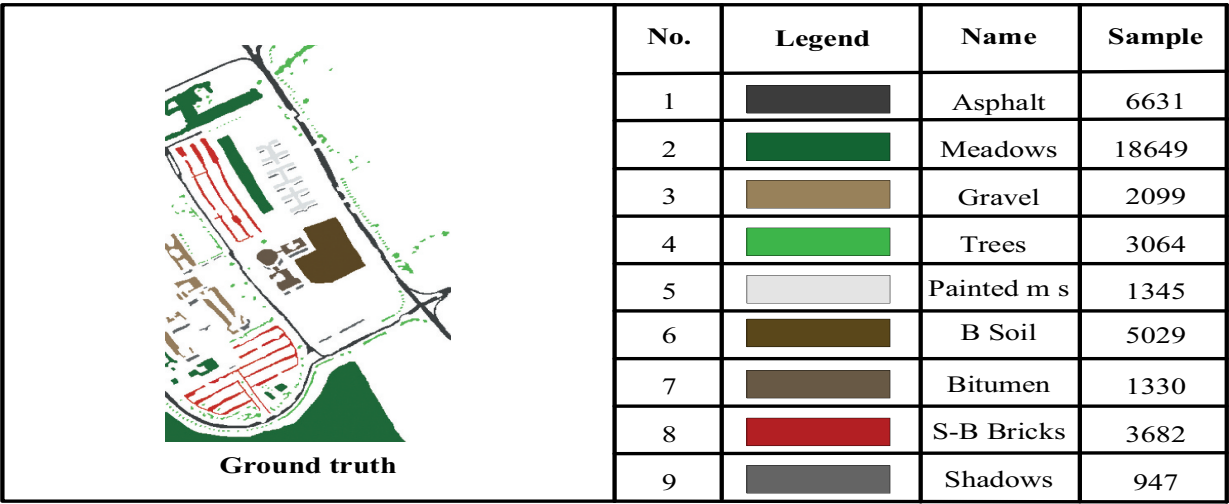 No. Legend Name Sample
1 Asphalt 6631
2 Meadows 18649
3 Gravel 2099
4 Trees 3064
5 Painted m s 1345
6 B Soil 5029
7 Bitumen 1330
8 S-B Bricks 3682
9 Shadows 947
Ground truth